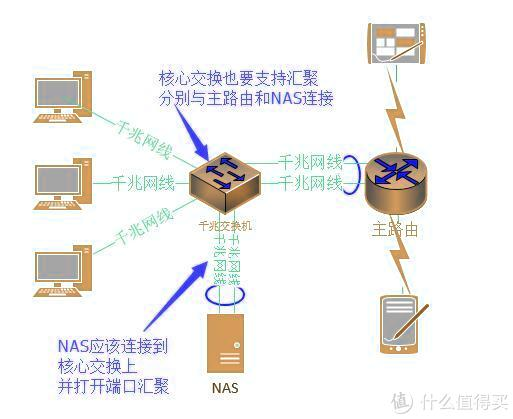 核心交换也要支持汇聚
分别与主路由和NAS连接
千兆网线
千兆网线
千兆网线
千兆网线
千兆网线
千兆交换机
主路由
千兆网线
千兆网线
NAS应该连接到
核心交换上
并打开端口汇聚
NAS
值 什么值得买